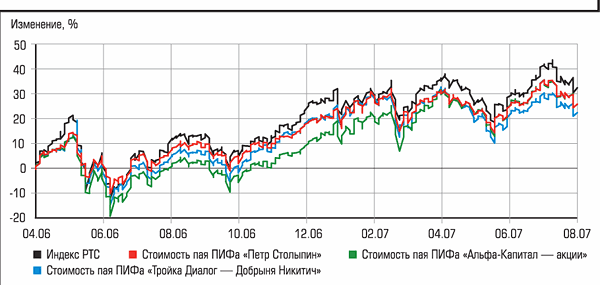 Изменение, %
50
40
30
20
10
0
-10
-20
04.06 06.06 08.06 10.06 12.06 02.07 04.07 06.07 08.07
Индекс РТС Стоимость пая ПИФа «Петр Столыпин» Стоимость пая ПИФа «Альфа-Капитал — акции»
Стоимость пая ПИФа «Тройка Диалог — Добрыня Никитич»